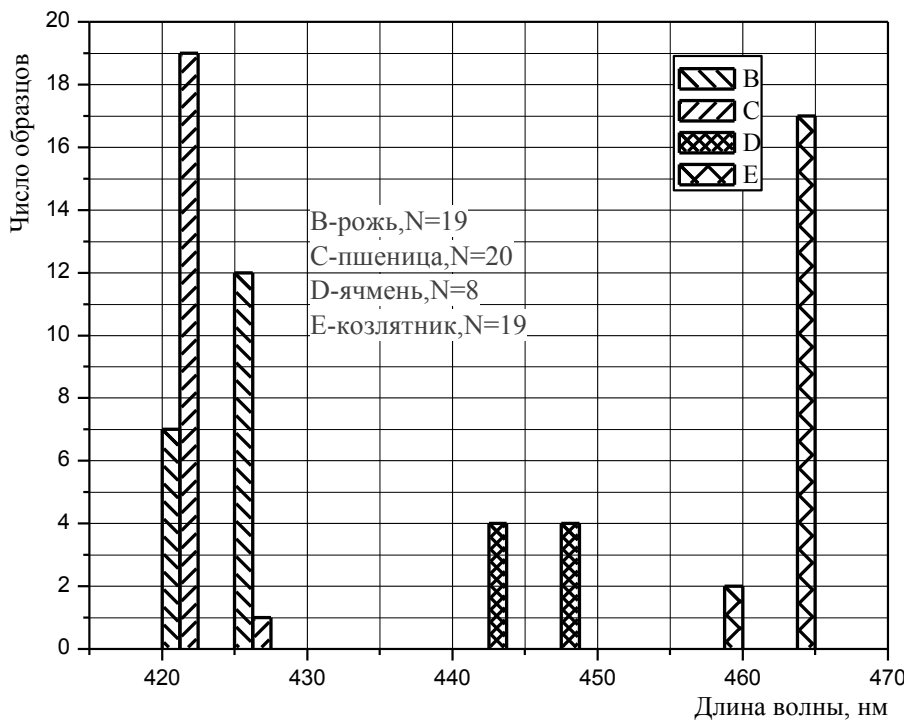 Число образцов
20
18
16
14
12
10
8
6
4
2
0
B
C
D
E
B-рожь,N=19
C-пшеница,N=20
D-ячмень,N=8
E-козлятник,N=19
420
430
440
450
460
470
Длина волны, нм